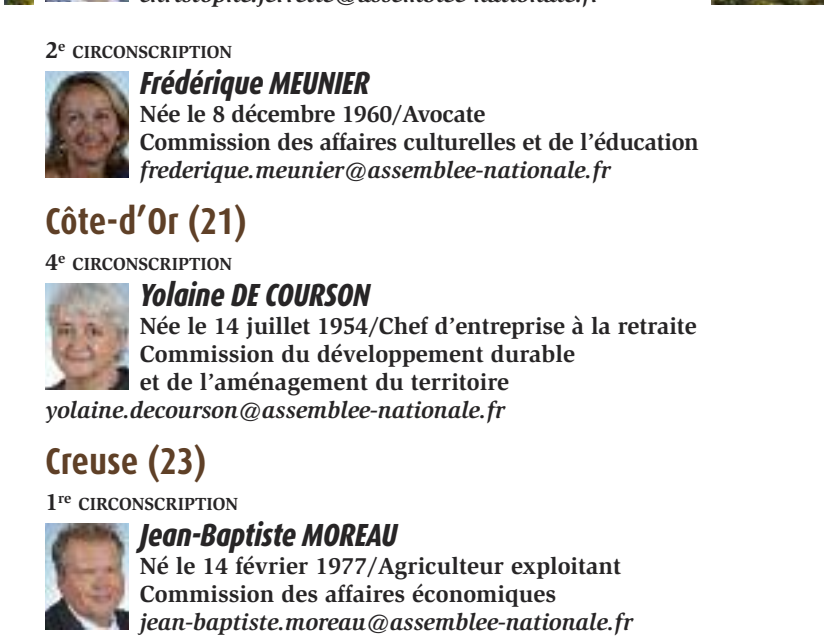 2e CIRCONSCRIPTION
Frédérique MEUNIER
Née le 8 décembre 1960/Avocate
Commission des affaires culturelles et de l'éducation
frederique.meunier@assemblee-nationale.fr
Côte-d'Or (21)
4e CIRCONSCRIPTION
Yolaine DE COURSON
Née le 14 juillet 1954/Chef d'entreprise à la retraite
Commission du développement durable
et de l'aménagement du territoire
yolaine.decourson@assemblee-nationale.fr
Creuse (23)
1re CIRCONSCRIPTION
Jean-Baptiste MOREAU
Né le 14 février 1977/Agriculteur exploitant
Commission des affaires économiques
jean-baptiste.moreau@assemblee-nationale.fr